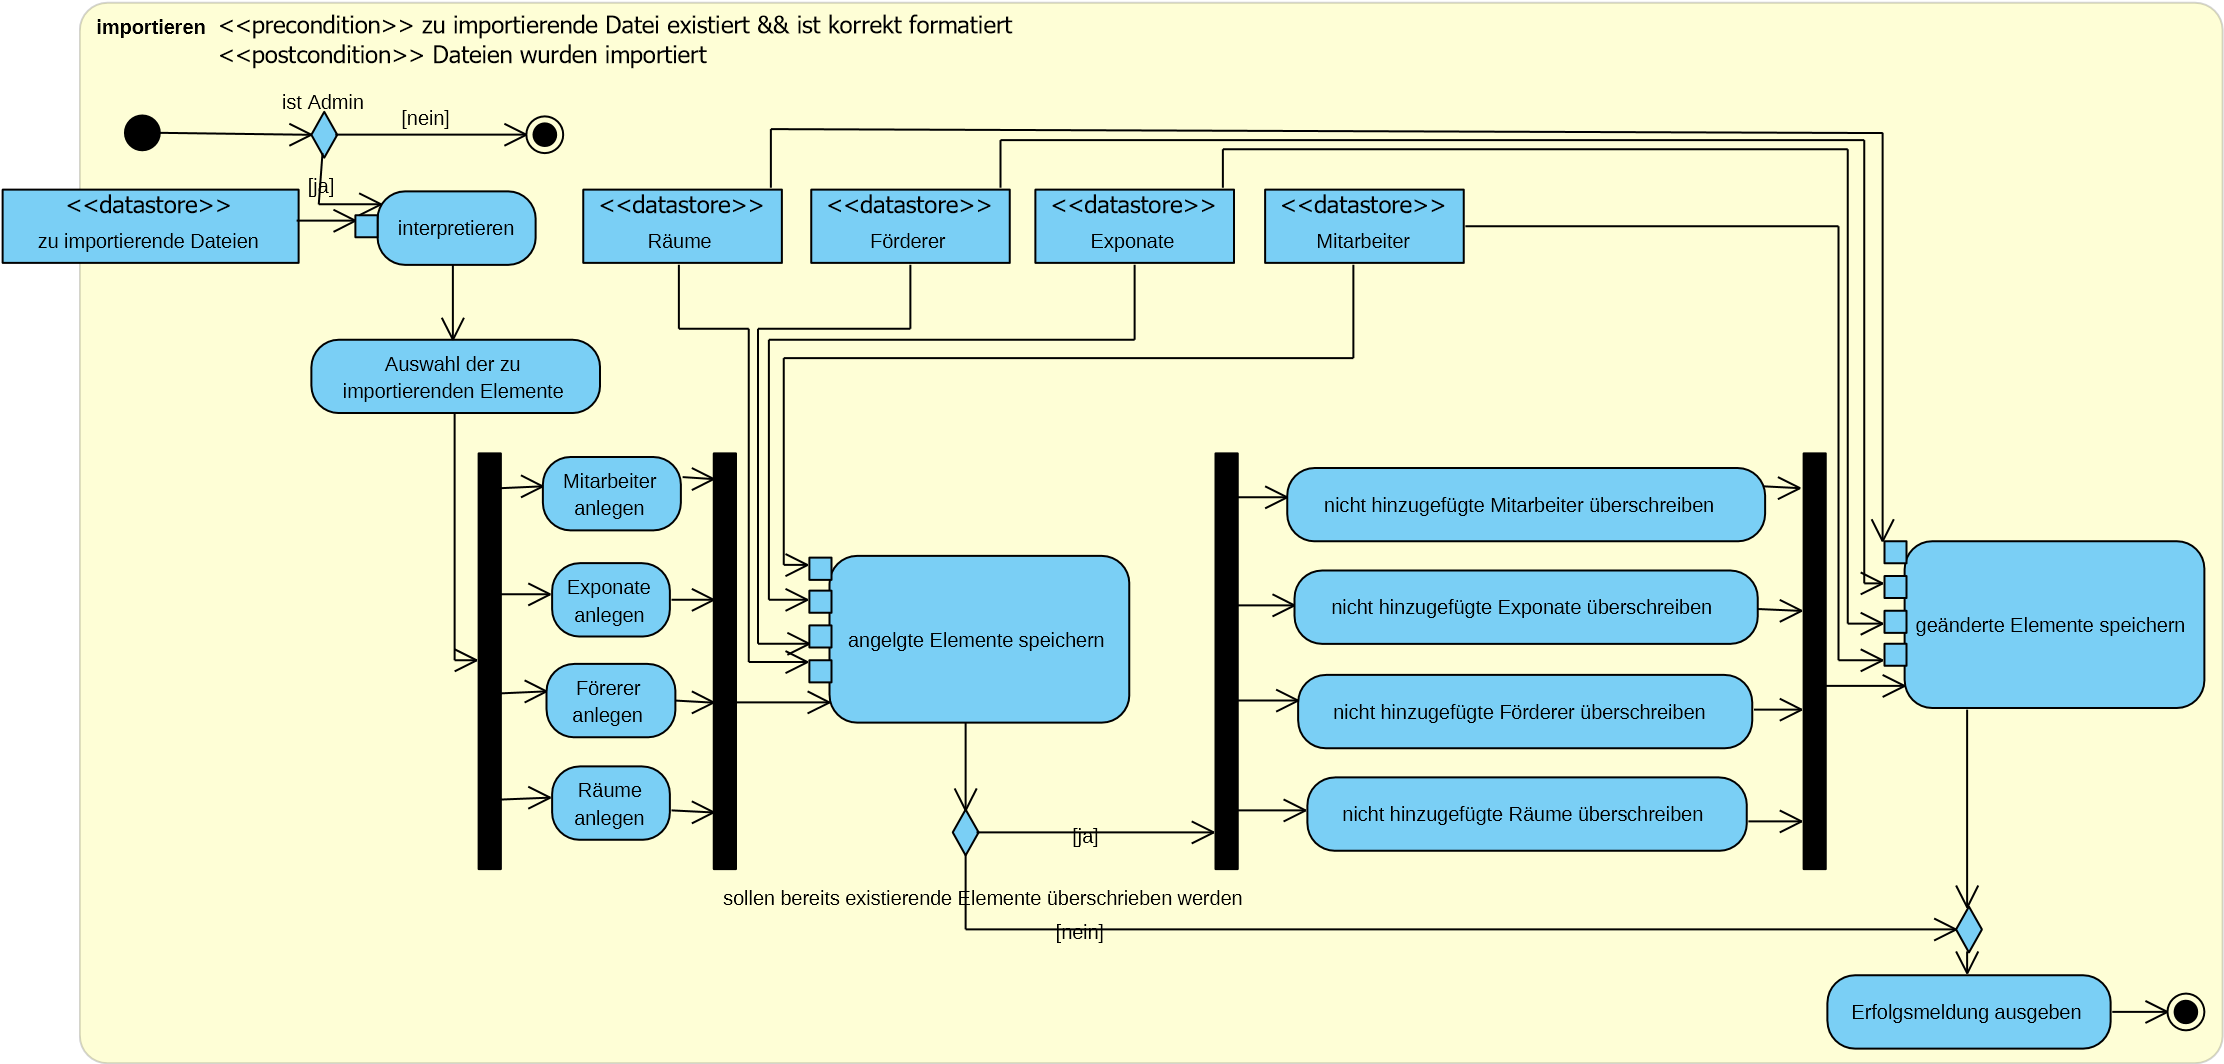 importieren <<precondition>> zu importierende Datei existiert && ist korrekt formatiert
<<postcondition>> Dateien wurden importiert
ist Admin
[nein]
[ja]
<<datastore>>
zu importierende Dateien
interpretieren
<<datastore>>
Räume
<<datastore>>
Förderer
<<datastore>>
Exponate
<<datastore>>
Mitarbeiter
Auswahl der zu
importierenden Elemente
Mitarbeiter
anlegen
Exponate
anlegen
Förerer
anlegen
Räume
anlegen
angelgte Elemente speichern
nicht hinzugefügte Mitarbeiter überschreiben
nicht hinzugefügte Exponate überschreiben
nicht hinzugefügte Förderer überschreiben
nicht hinzugefügte Räume überschreiben
geänderte Elemente speichern
[ja]
sollen bereits existierende Elemente überschrieben werden
[nein]
Erfolgsmeldung ausgeben